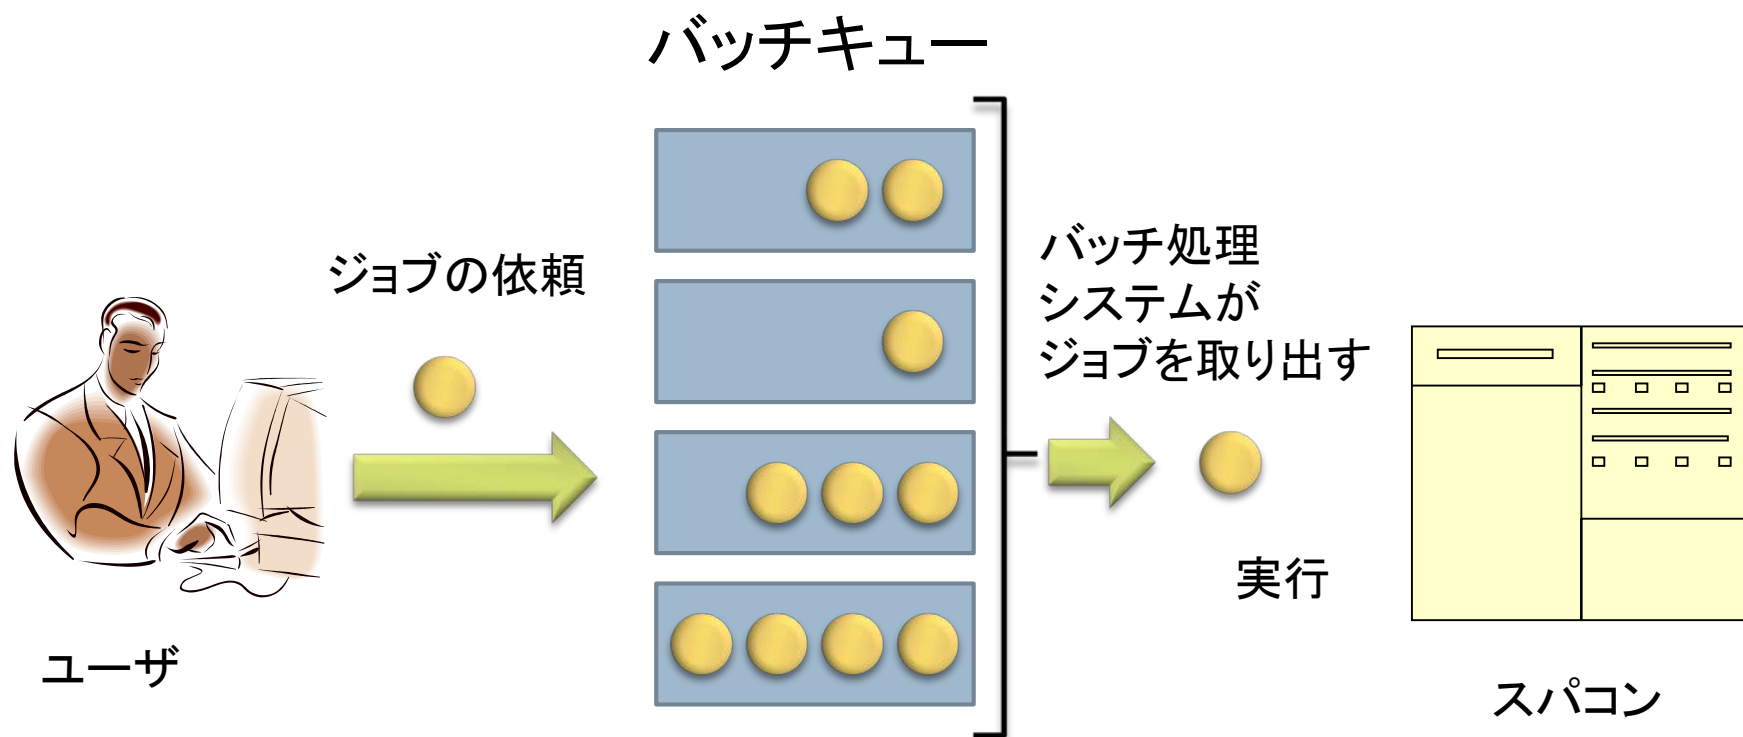 バッチキュー
ジョブの依頼
バッチ処理
システムが
ジョブを取り出す
実行
ユーザ
スパコン